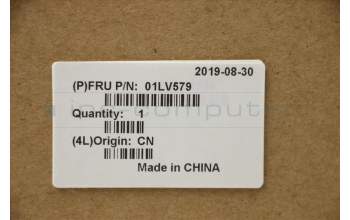 2019-08-30
(P)FRU P/N: 01LV579
Quantity: 1
(4L)Origin: CN
Made in CHINA